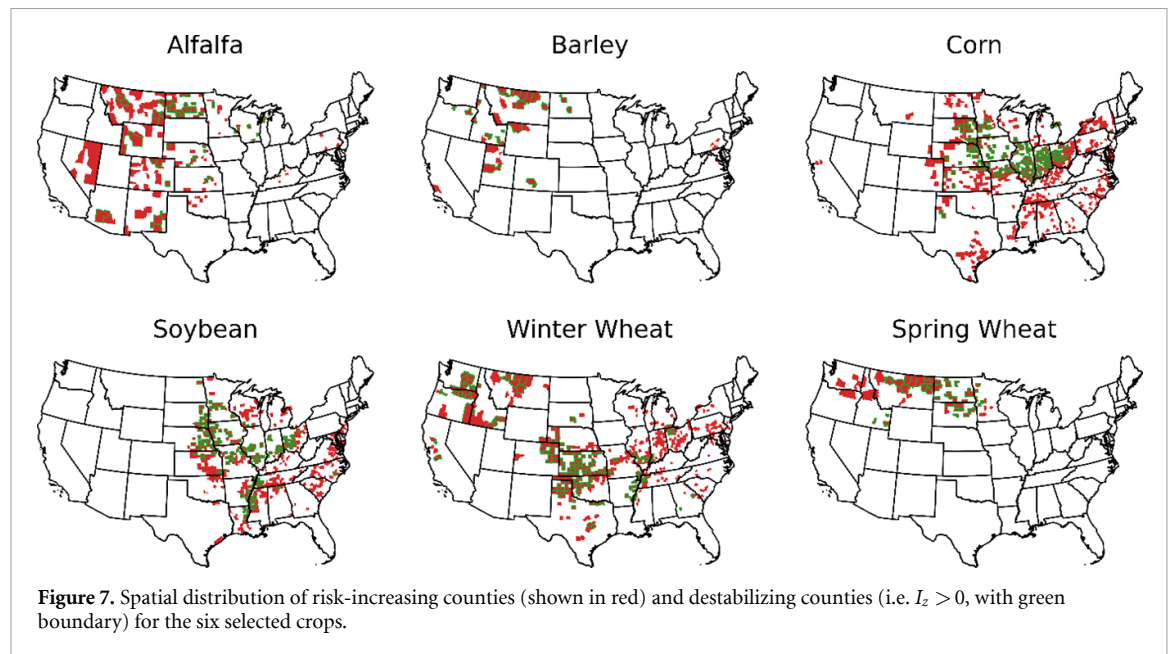 Alfalfa
Barley
Corn
Soybean
Winter Wheat
Spring Wheat
Figure 7. Spatial distribution of risk-increasing counties (shown in red) and destabilizing counties (i.e. I_z > 0, with green
boundary) for the six selected crops.